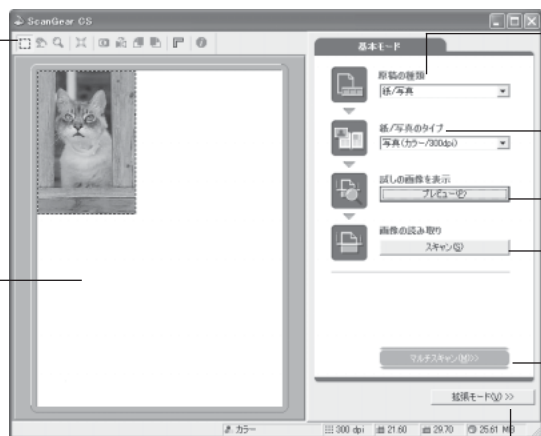 ScanGear CS
基本モード
原稿の種類
紙/写真
紙/写真のタイプ
写真(カラー/300dpi)
試しの画像を表示
プレビュー(P)
画像の読み取り
スキャン(S)
マルチスキャン(M)>>
拡張モード(V) >>
カラー
300 dpi
21.60
29.70
25.61 MB